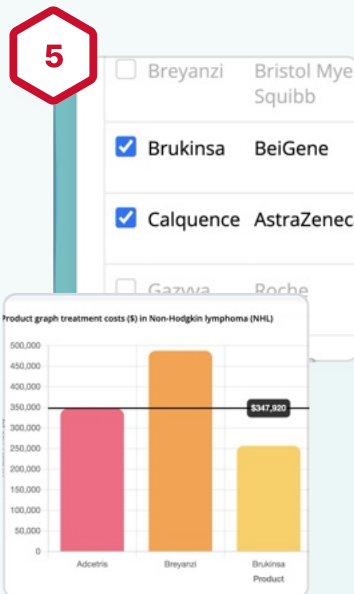 5
Breyanzi Bristol Mye
Squibb
Brukinsa BeiGene
Calquence AstraZenec
Gazyva Roche
Product graph treatment costs ($) in Non-Hodgkin lymphoma (NHL)
500,000
450,000
400,000
350,000
$347,920
300,000
250,000
200,000
150,000
100,000
50,000
0
Adcetris Breyanzi Brukinsa
Product